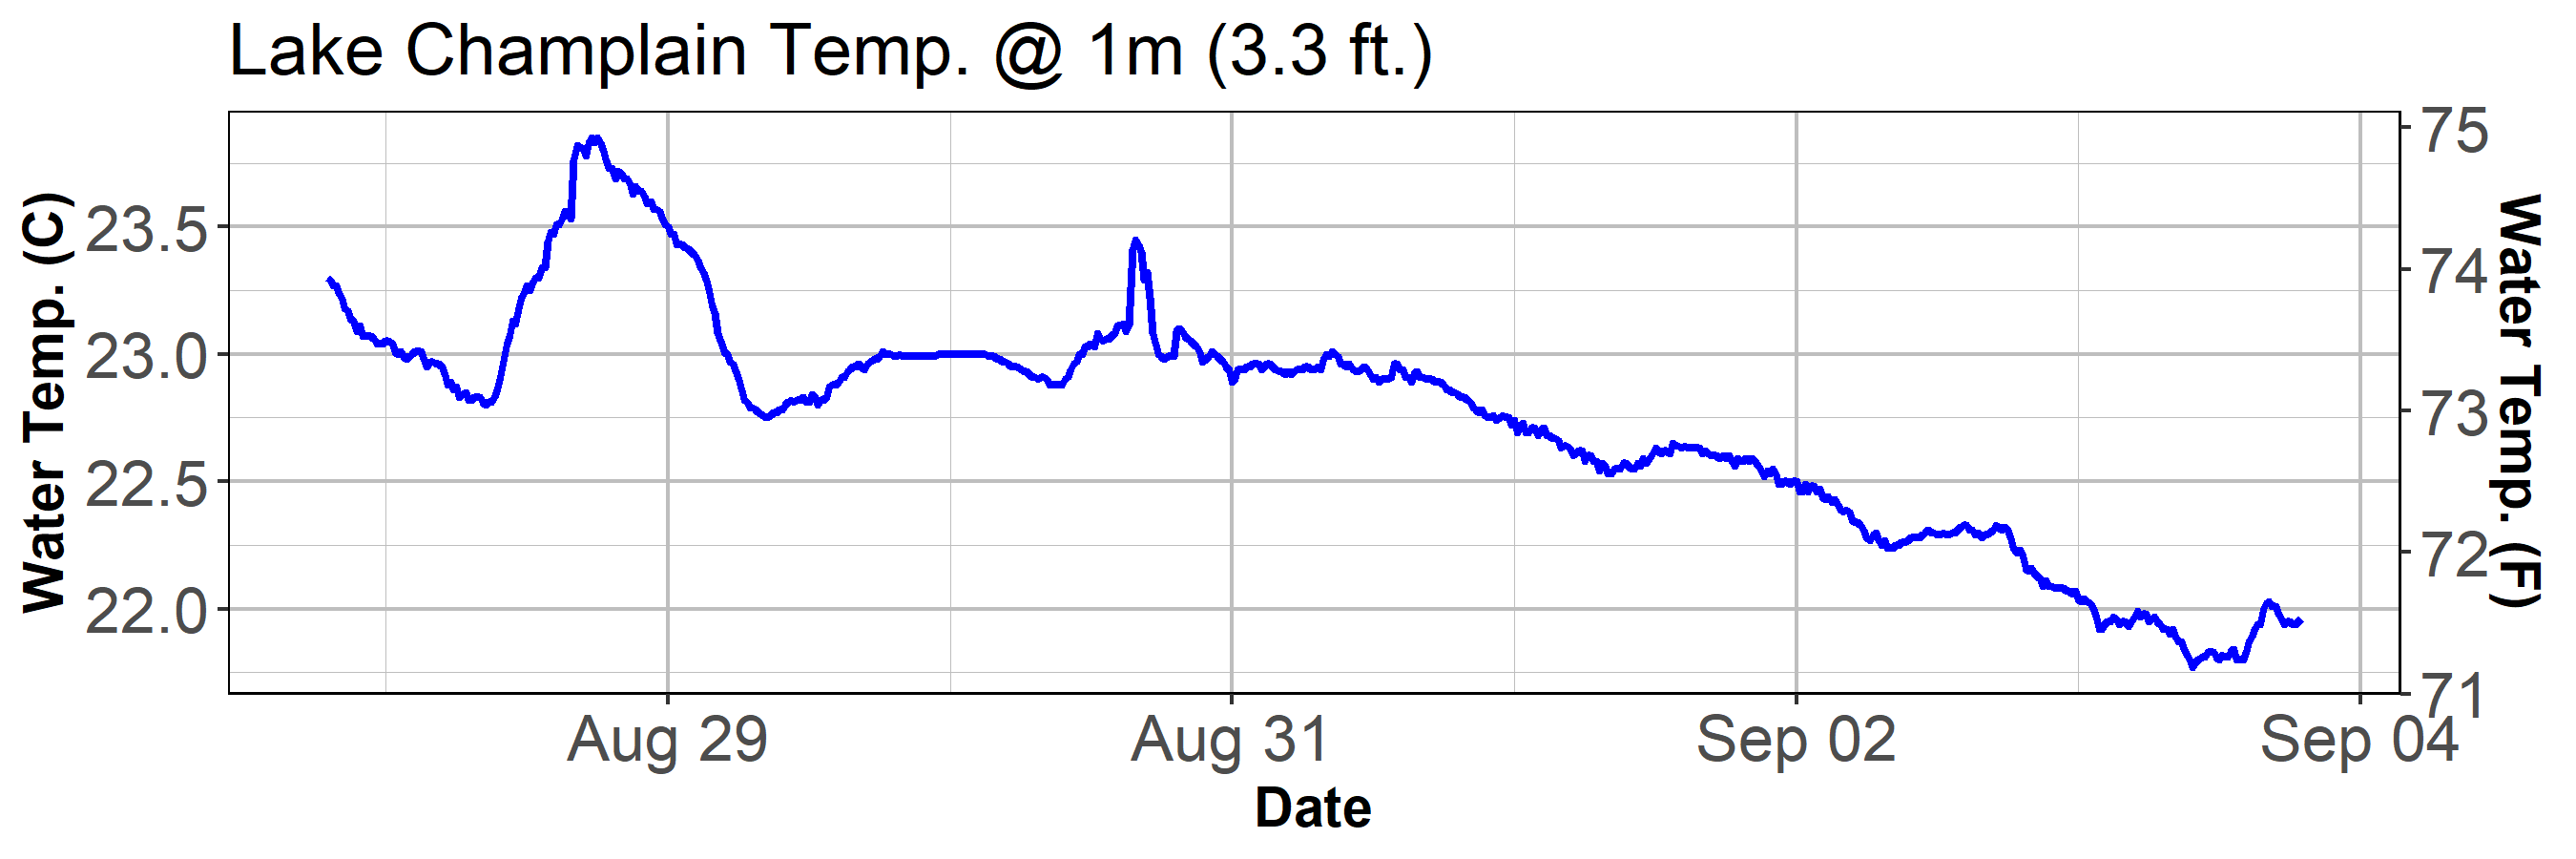 Lake Champlain Temp. @ 1m (3.3 ft.)
Water Temp. (C)
23.5
23.0
22.5
22.0
75
74
73
72
71
Water Temp. (F)
Aug 29
Aug 31
Sep 02
Sep 04
Date